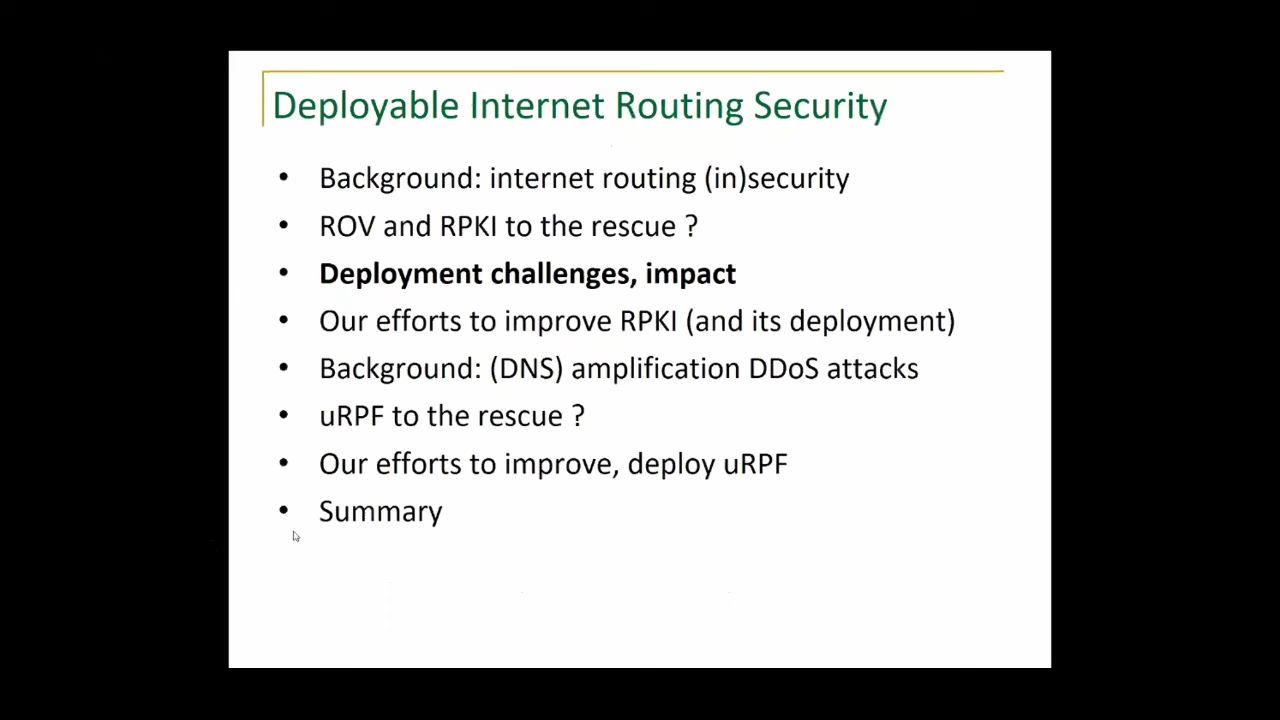 Deployable Internet Routing Security
• Background: internet routing (in)security
• ROV and RPKI to the rescue ?
• Deployment challenges, impact
• Our efforts to improve RPKI (and its deployment)
• Background: (DNS) amplification DDoS attacks
• uRPF to the rescue ?
• Our efforts to improve, deploy uRPF
• Summary